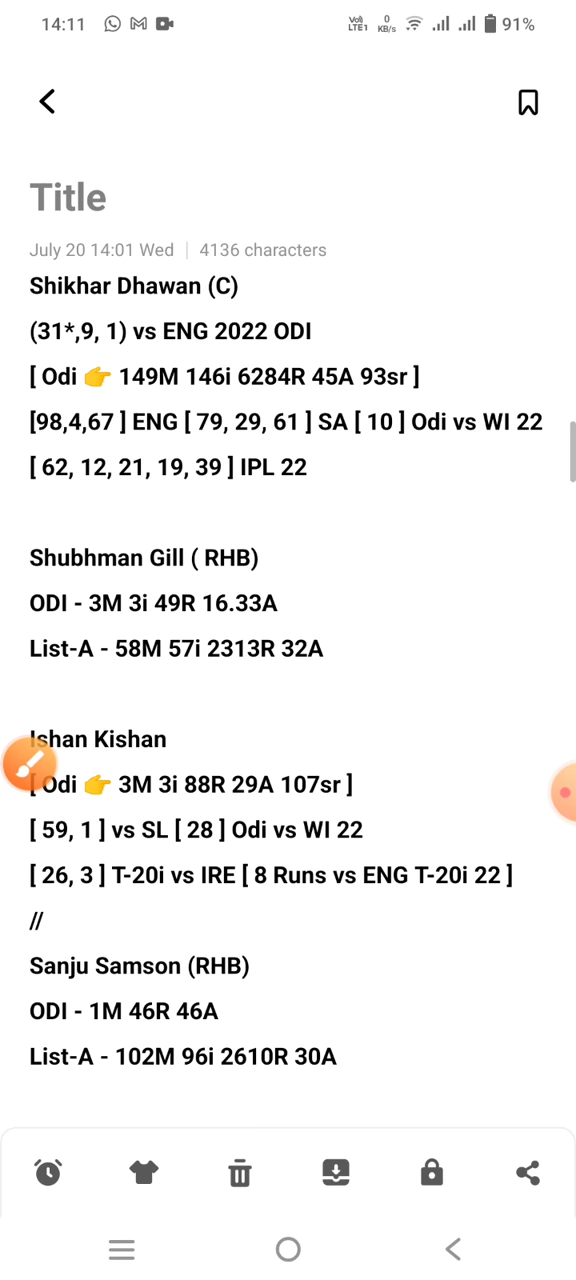 14:11
Vo)) LTE1 0 KB/s 91%
Title
July 20 14:01 Wed | 4136 characters
Shikhar Dhawan (C)
(31*,9, 1) vs ENG 2022 ODI
[ Odi 👉 149M 146i 6284R 45A 93sr ]
[98,4,67 ] ENG [ 79, 29, 61 ] SA [ 10 ] Odi vs WI 22
[ 62, 12, 21, 19, 39 ] IPL 22
Shubhman Gill ( RHB)
ODI - 3M 3i 49R 16.33A
List-A - 58M 57i 2313R 32A
Ishan Kishan
[ Odi 👉 3M 3i 88R 29A 107sr ]
[ 59, 1 ] vs SL [ 28 ] Odi vs WI 22
[ 26, 3 ] T-20i vs IRE [ 8 Runs vs ENG T-20i 22 ]
//
Sanju Samson (RHB)
ODI - 1M 46R 46A
List-A - 102M 96i 2610R 30A